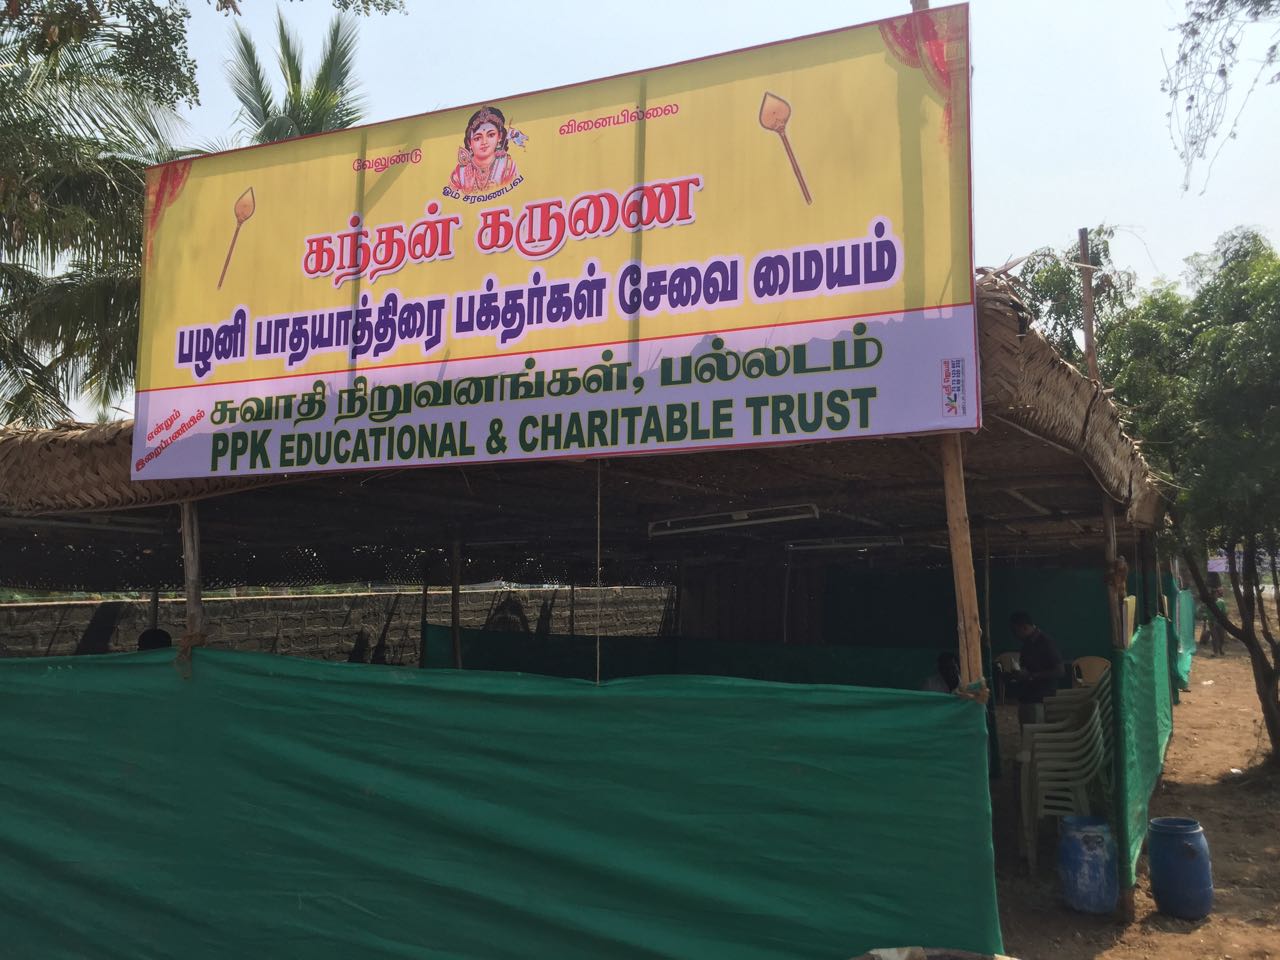 வேலுண்டு வினையில்லை
ஓம் சரவணபவ
கந்தன் கருணை
பழனி பாதயாத்திரை பக்தர்கள் சேவை மையம்
சுவாதி நிறுவனங்கள், பல்லடம்
என்றும்
இறைப்பணியில்
PPK EDUCATIONAL & CHARITABLE TRUST